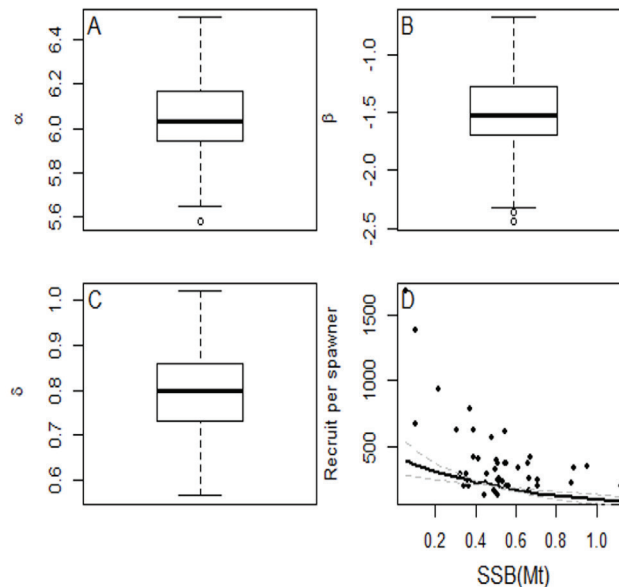 A
α
6.4
6.2
6.0
5.8
5.6
B
β
-1.0
-1.5
-2.0
-2.5
C
δ
1.0
0.9
0.8
0.7
0.6
D
Recruit per spawner
1500
1000
500
0.2 0.4 0.6 0.8 1.0
SSB(Mt)